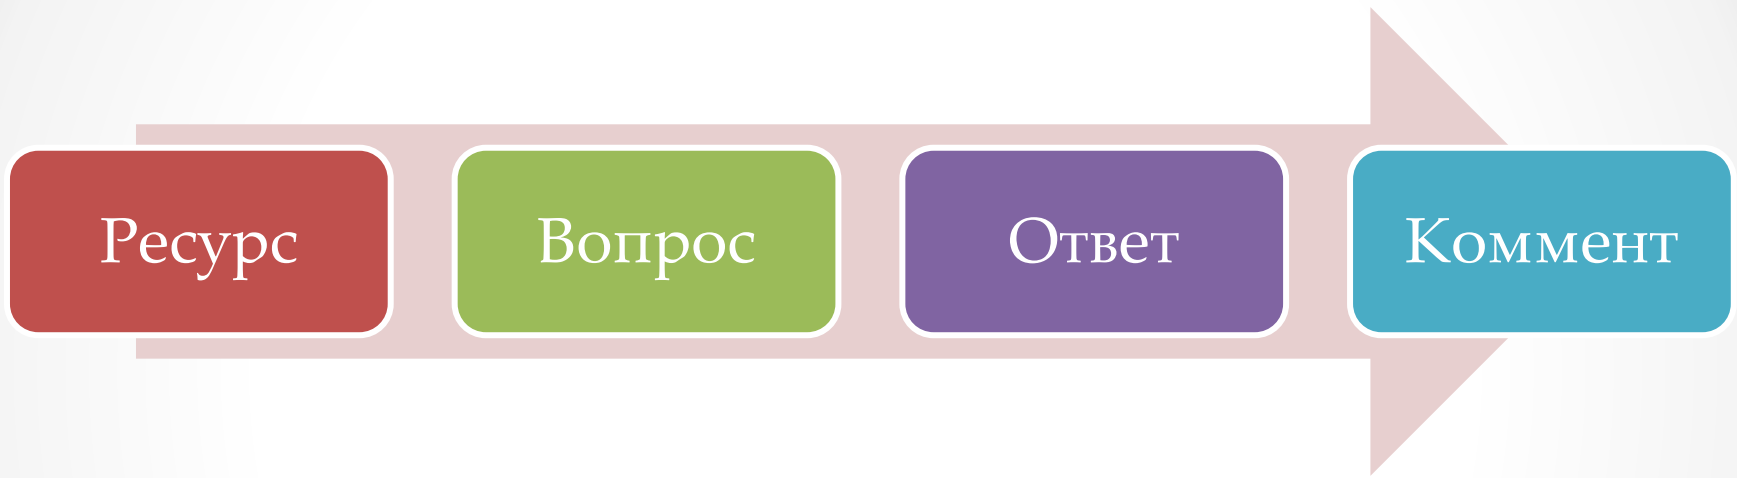 Ресурс
Вопрос
Ответ
Коммент